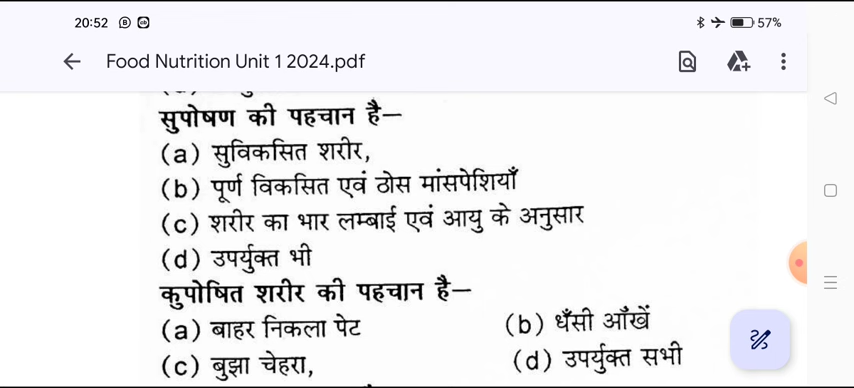 20:52 57%
Food Nutrition Unit 1 2024.pdf
सुपोषण की पहचान है—
(a) सुविकसित शरीर,
(b) पूर्ण विकसित एवं ठोस मांसपेशियाँ
(c) शरीर का भार लम्बाई एवं आयु के अनुसार
(d) उपर्युक्त भी
कुपोषित शरीर की पहचान है—
(a) बाहर निकला पेट (b) धँसी आँखें
(c) बुझा चेहरा, (d) उपर्युक्त सभी